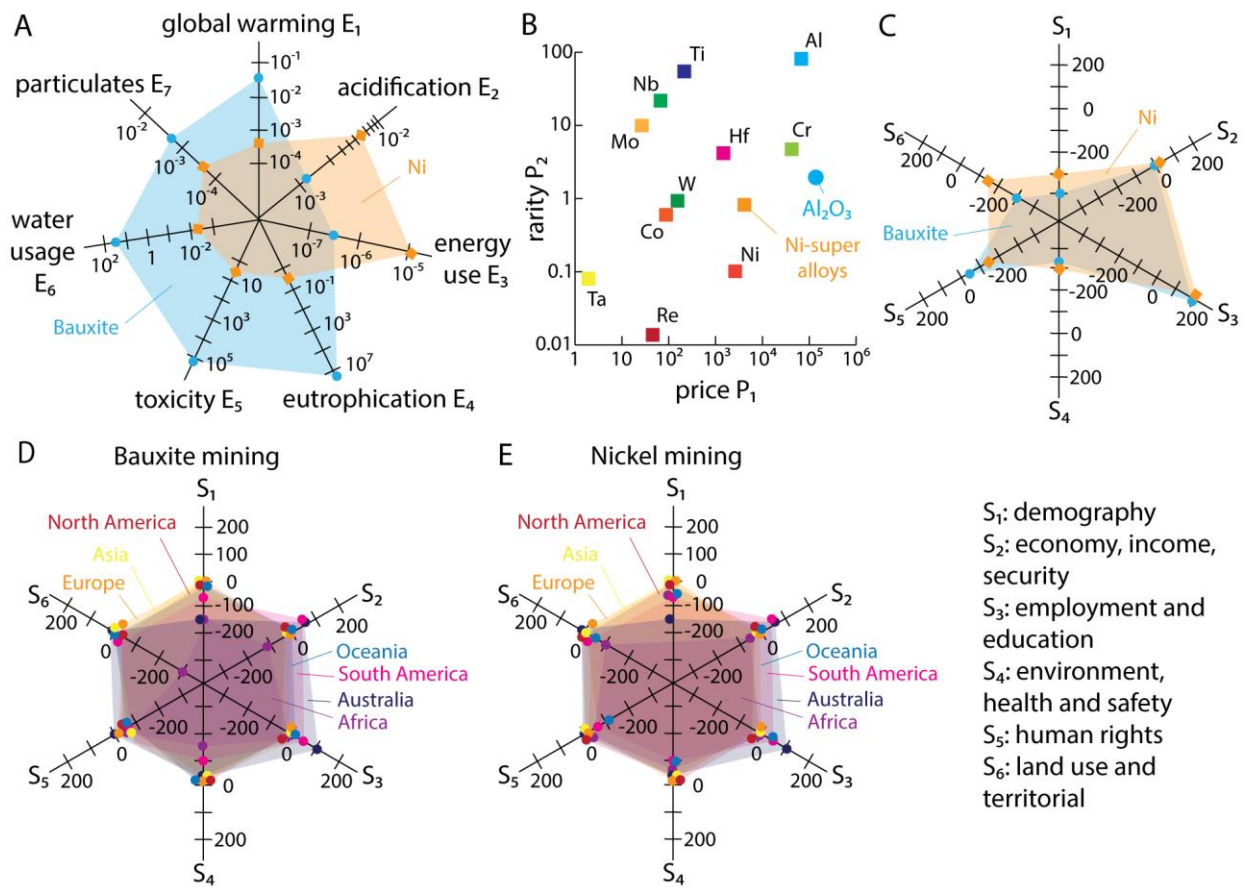 A
global warming E₁
10⁻¹
10⁻²
10⁻³
10⁻⁴
acidification E₂
10⁻²
10⁻³
energy
use E₃
10⁻⁷
10⁻⁶
10⁻⁵
eutrophication E₄
10⁻¹
10³
10⁷
toxicity E₅
10
10³
10⁵
water
usage
E₆
10²
1
10⁻²
particulates E₇
10⁻²
10⁻³
10⁻⁴
Ni
Bauxite
B
rarity P₂
100
10
1
0.1
0.01
1
10
10²
10³
10⁴
10⁵
10⁶
price P₁
Al
Ti
Nb
Mo
Hf
Cr
Al₂O₃
W
Co
Ni-super
alloys
Ni
Ta
Re
C
S₁
200
0
-200
S₂
200
0
-200
S₃
200
0
-200
S₄
200
0
-200
S₅
200
0
-200
S₆
200
0
-200
Ni
Bauxite
D
Bauxite mining
S₁
200
100
0
-100
-200
S₂
200
0
-200
S₃
200
0
-200
S₄
200
0
-200
S₅
200
0
-200
S₆
200
0
-200
North America
Asia
Europe
Oceania
South America
Australia
Africa
E
Nickel mining
S₁
200
100
0
-100
-200
S₂
200
0
-200
S₃
200
0
-200
S₄
200
0
-200
S₅
200
0
-200
S₆
200
0
-200
North America
Asia
Europe
Oceania
South America
Australia
Africa
S₁: demography
S₂: economy, income,
security
S₃: employment and
education
S₄: environment,
health and safety
S₅: human rights
S₆: land use and
territorial